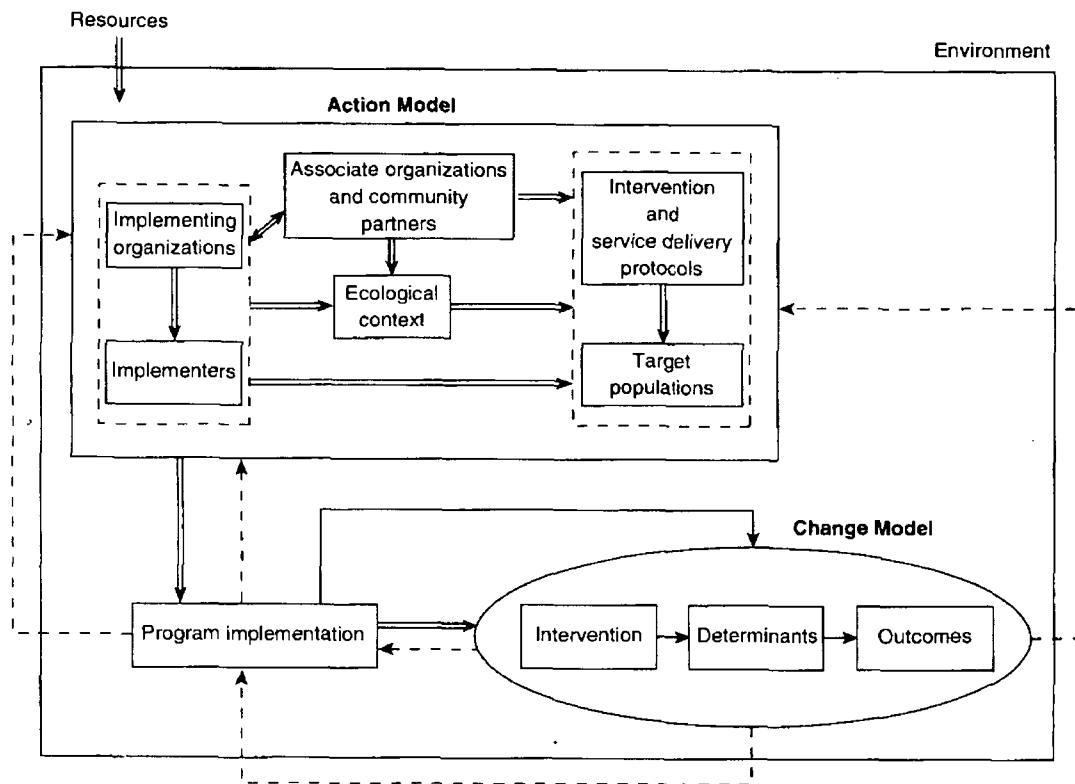 Resources
Environment
Action Model
Associate organizations
and community
partners
Implementing
organizations
Intervention
and
service delivery
protocols
Ecological
context
Implementers
Target
populations
Change Model
Program implementation
Intervention
Determinants
Outcomes